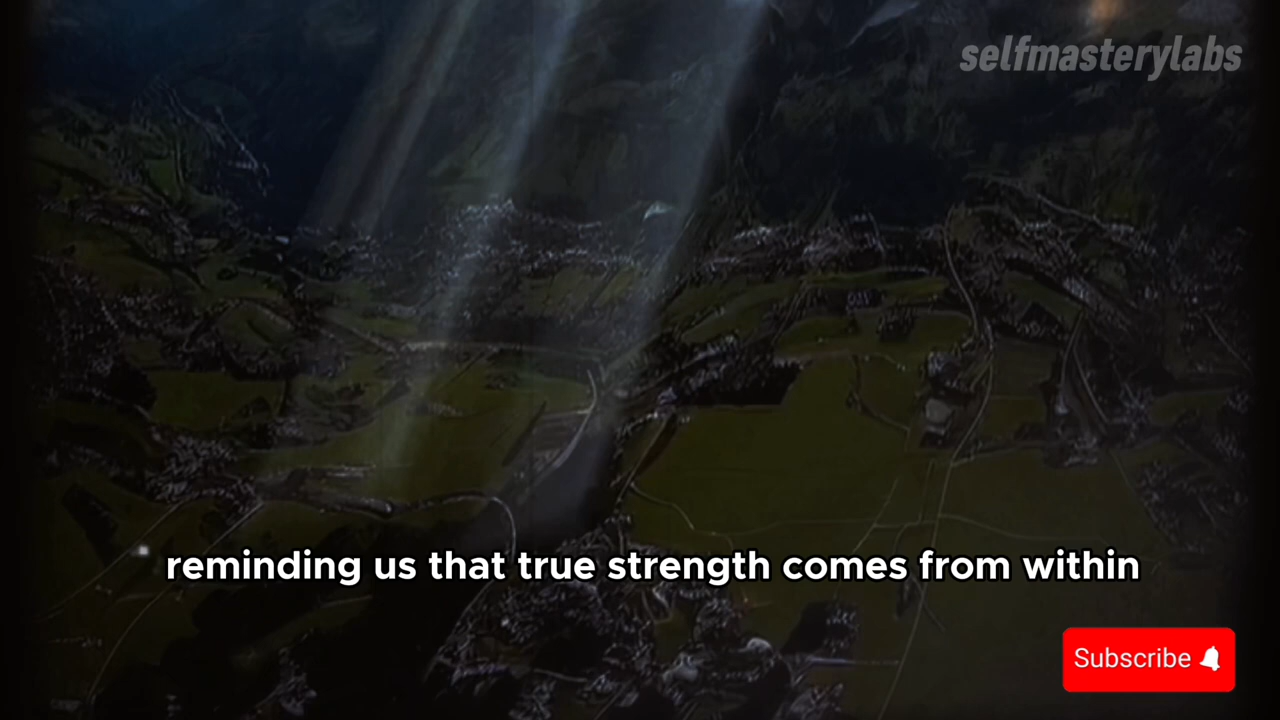 selfmasterylabs
reminding us that true strength comes from within
Subscribe